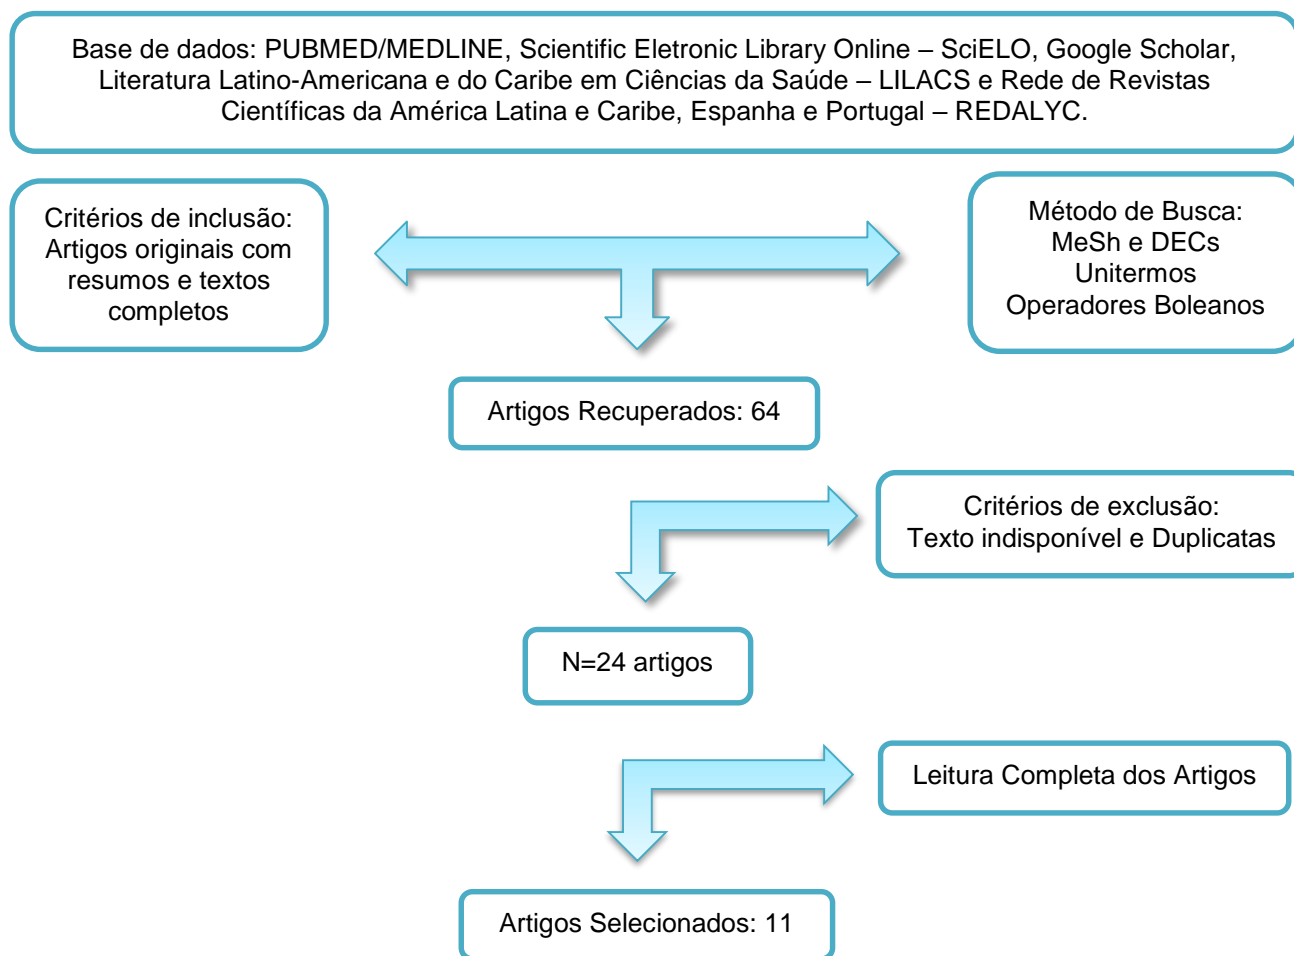 Base de dados: PUBMED/MEDLINE, Scientific Eletronic Library Online – SciELO, Google Scholar,
Literatura Latino-Americana e do Caribe em Ciências da Saúde – LILACS e Rede de Revistas
Científicas da América Latina e Caribe, Espanha e Portugal – REDALYC.
Critérios de inclusão:
Artigos originais com
resumos e textos
completos
Método de Busca:
MeSh e DECs
Unitermos
Operadores Boleanos
Artigos Recuperados: 64
Critérios de exclusão:
Texto indisponível e Duplicatas
N=24 artigos
Leitura Completa dos Artigos
Artigos Selecionados: 11